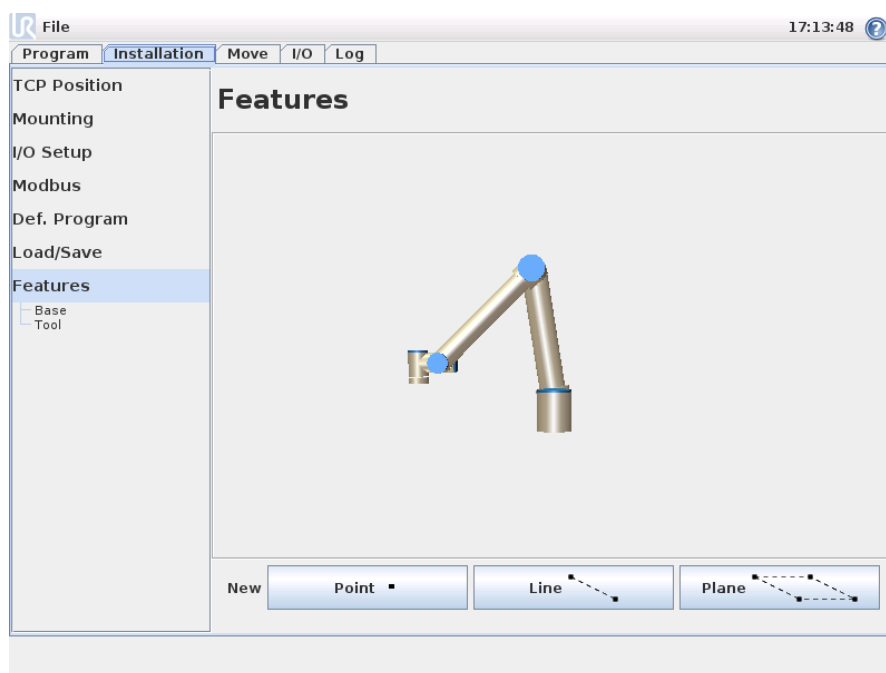 UR File 17:13:48 ?
Program Installation Move I/O Log
TCP Position
Mounting
I/O Setup
Modbus
Def. Program
Load/Save
Features
Base
Tool
Features
New Point Line Plane